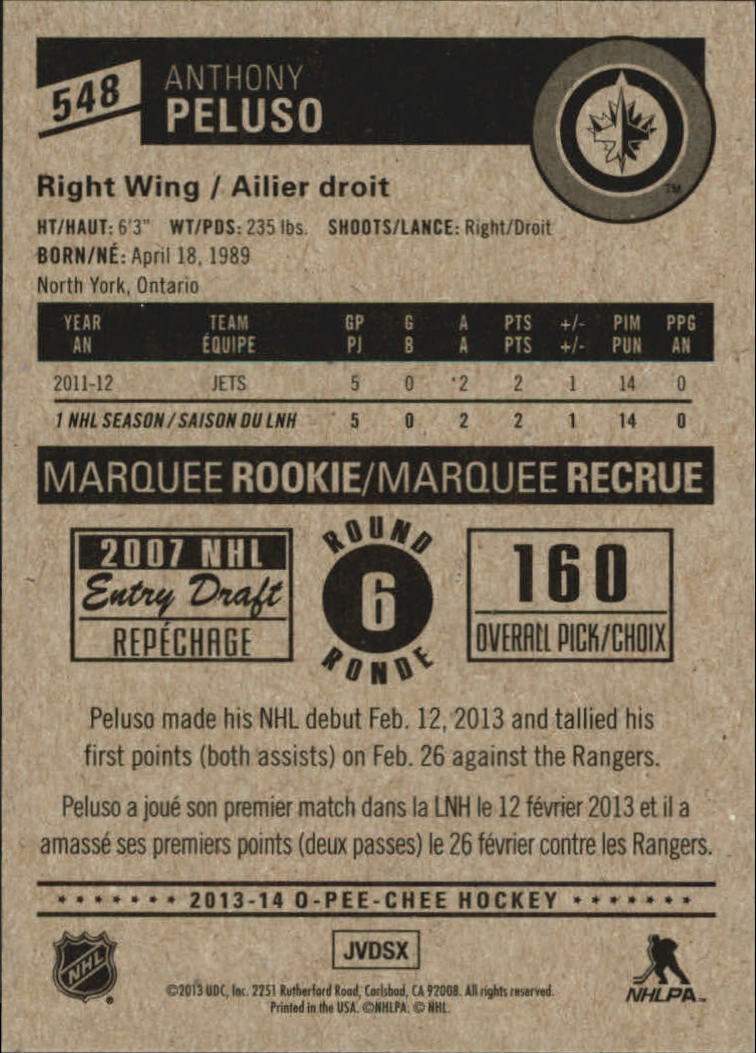 548
ANTHONY
PELUSO
TM
Right Wing / Ailier droit
HT/HAUT: 6'3" WT/PDS: 235 lbs. SHOOTS/LANCE: Right/Droit
BORN/NÉ: April 18, 1989
North York, Ontario
YEAR TEAM GP G A PTS +/- PIM PPG
AN ÉQUIPE PJ B A PTS +/- PUN AN
2011-12 JETS 5 0 2 2 1 14 0
1 NHL SEASON / SAISON DU LNH 5 0 2 2 1 14 0
MARQUEE ROOKIE/MARQUEE RECRUE
2007 NHL
Entry Draft
REPÉCHAGE
ROUND
6
RONDE
160
OVERALL PICK/CHOIX
Peluso made his NHL debut Feb. 12, 2013 and tallied his
first points (both assists) on Feb. 26 against the Rangers.
Peluso a joué son premier match dans la LNH le 12 février 2013 et il a
amassé ses premiers points (deux passes) le 26 février contre les Rangers.
2013-14 O-PEE-CHEE HOCKEY
NHL
JVDSX
©2013 UDC, Inc. 2251 Rutherford Road, Carlsbad, CA 92008. All rights reserved.
Printed in the USA. ©NHLPA. © NHL.
NHLPA™